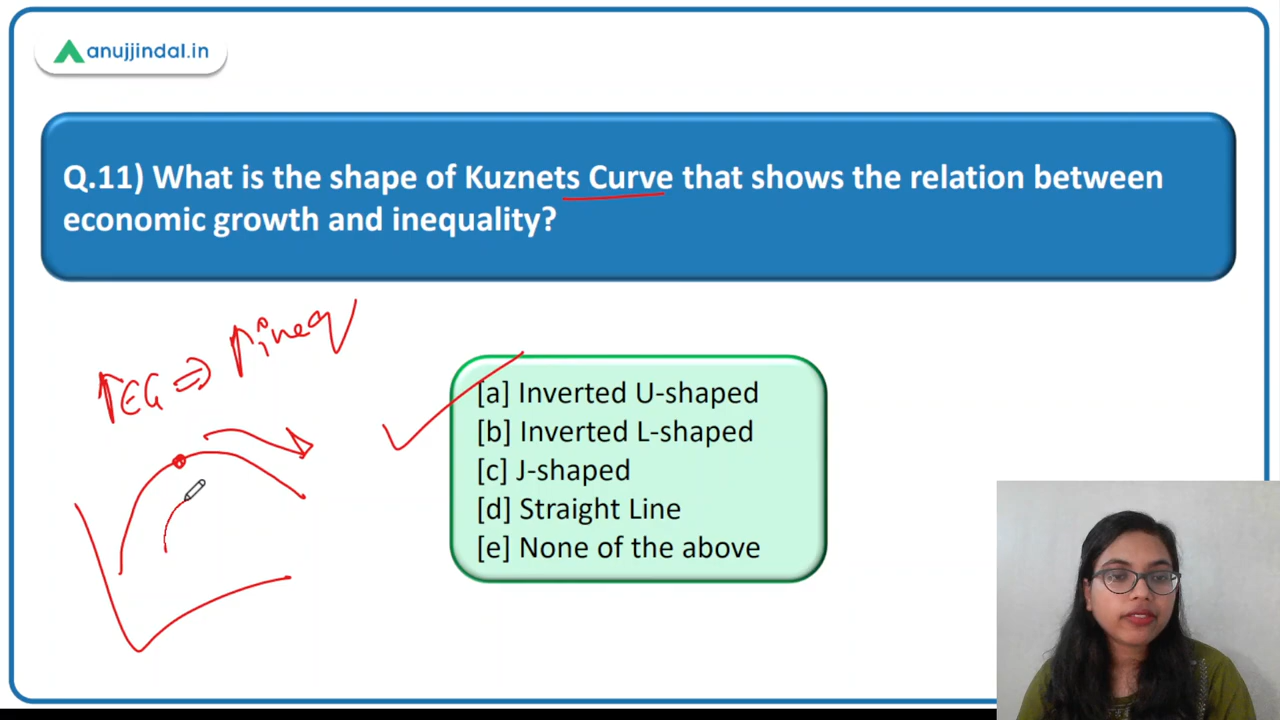 anujjindal.in
Q.11) What is the shape of Kuznets Curve that shows the relation between
economic growth and inequality?
↑EG ⇒ ↑ineq
[a] Inverted U-shaped
[b] Inverted L-shaped
[c] J-shaped
[d] Straight Line
[e] None of the above